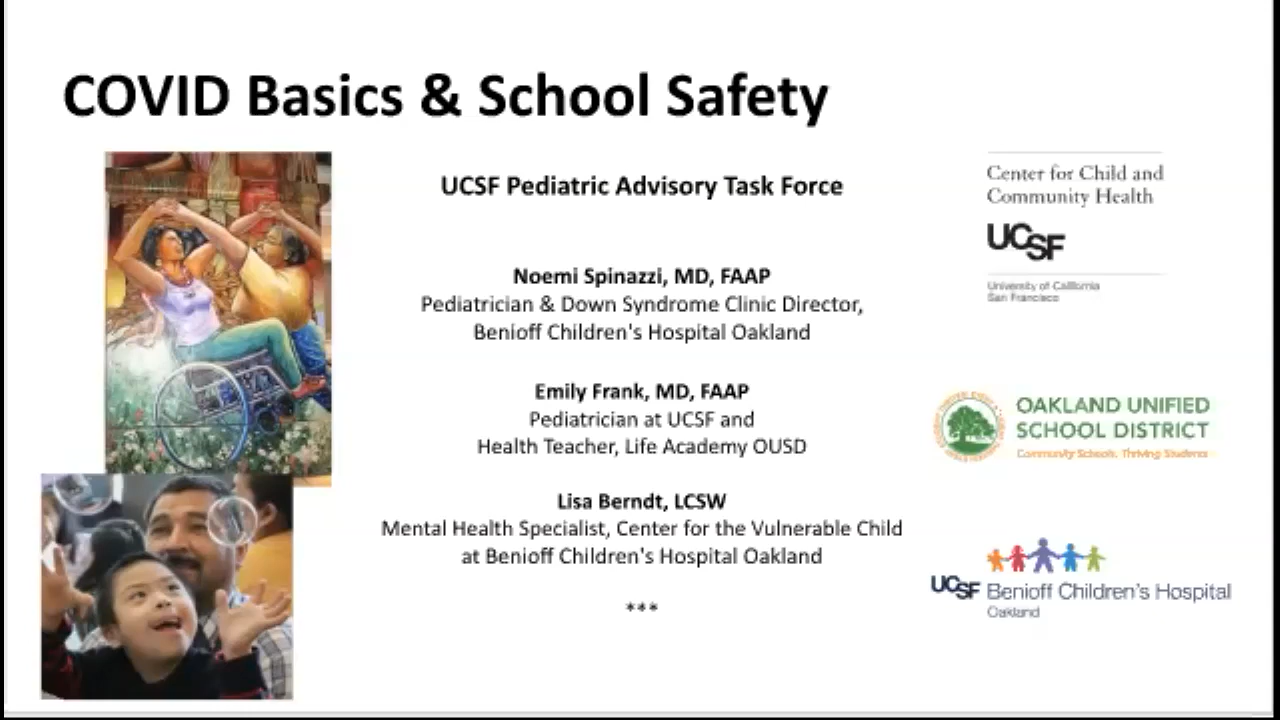 COVID Basics & School Safety
UCSF Pediatric Advisory Task Force
Noemi Spinazzi, MD, FAAP
Pediatrician & Down Syndrome Clinic Director,
Benioff Children's Hospital Oakland
Emily Frank, MD, FAAP
Pediatrician at UCSF and
Health Teacher, Life Academy OUSD
Lisa Berndt, LCSW
Mental Health Specialist, Center for the Vulnerable Child
at Benioff Children's Hospital Oakland
***
Center for Child and
Community Health
UCSF
University of California
San Francisco
OAKLAND UNIFIED
SCHOOL DISTRICT
Community Schools, Thriving Students
UCSF Benioff Children's Hospital
Oakland